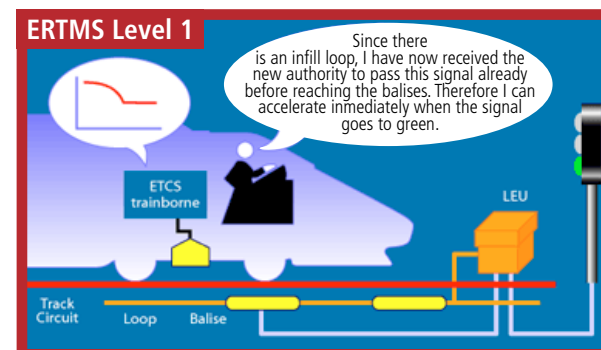 ERTMS Level 1
Since there
is an infill loop, I have now received the
new authority to pass this signal already
before reaching the balises. Therefore I can
accelerate inmediately when the signal
goes to green.
ETCS
trainborne
LEU
Track
Circuit
Loop
Balise